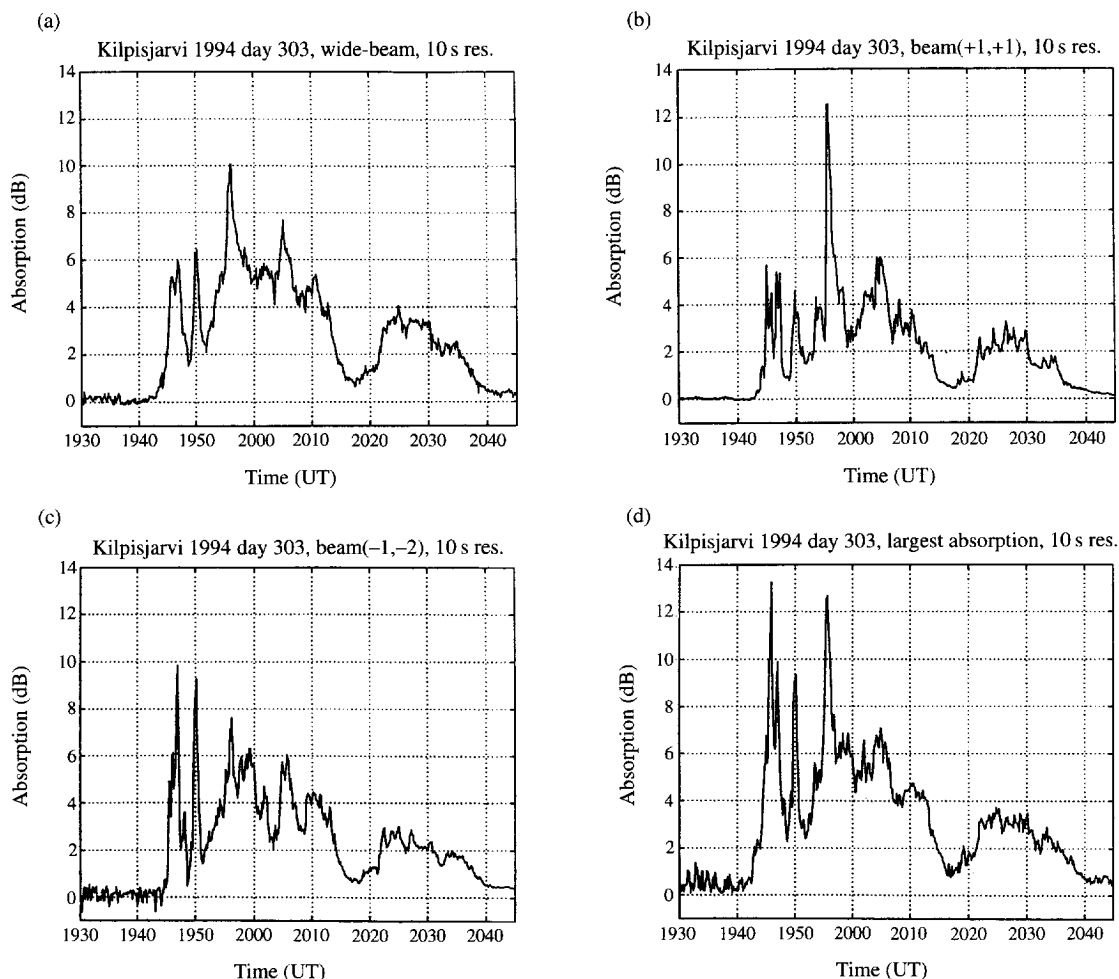 (a)
Kilpisjarvi 1994 day 303, wide-beam, 10 s res.
14
12
10
8
6
4
2
0
Absorption (dB)
1930 1940 1950 2000 2010 2020 2030 2040
Time (UT)
(b)
Kilpisjarvi 1994 day 303, beam(+1,+1), 10 s res.
14
12
10
8
6
4
2
0
Absorption (dB)
1930 1940 1950 2000 2010 2020 2030 2040
Time (UT)
(c)
Kilpisjarvi 1994 day 303, beam(−1,−2), 10 s res.
14
12
10
8
6
4
2
0
Absorption (dB)
1930 1940 1950 2000 2010 2020 2030 2040
Time (UT)
(d)
Kilpisjarvi 1994 day 303, largest absorption, 10 s res.
14
12
10
8
6
4
2
0
Absorption (dB)
1930 1940 1950 2000 2010 2020 2030 2040
Time (UT)